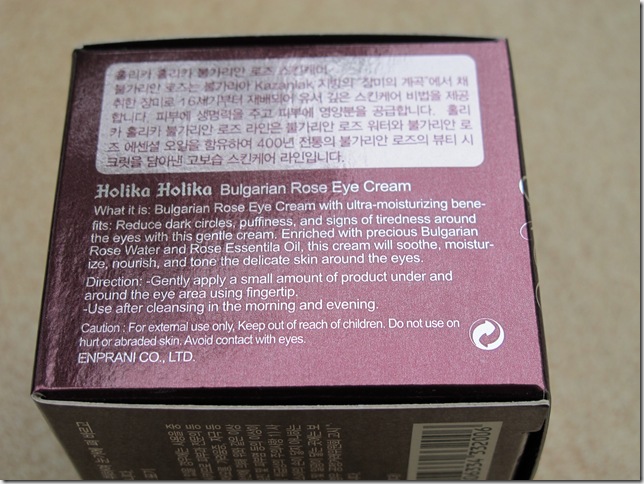 홀리카 홀리카 불가리안 로즈 스킨케어
불가리안 로즈는 불가리아 Kazanlak 지방의 "장미의 계곡"에서 채
취한 장미로 16세기부터 재배되어 유서 깊은 스킨케어 비법을 제공
합니다. 피부에 생명력을 주고 피부에 영양분을 공급합니다. 홀리
카 홀리카 불가리안 로즈 라인은 불가리안 로즈 워터와 불가리안 로
즈 에센셜 오일을 함유하여 400년 전통의 불가리안 로즈의 뷰티 시
크릿을 담아낸 고보습 스킨케어 라인입니다.
Holika Holika Bulgarian Rose Eye Cream
What it is: Bulgarian Rose Eye Cream with ultra-moisturizing bene-
fits: Reduce dark circles, puffiness, and signs of tiredness around
the eyes with this gentle cream. Enriched with precious Bulgarian
Rose Water and Rose Essentila Oil, this cream will soothe, moistur-
ize, nourish, and tone the delicate skin around the eyes.
Direction: -Gently apply a small amount of product under and
around the eye area using fingertip.
-Use after cleansing in the morning and evening.
Caution : For external use only, Keep out of reach of children. Do not use on
hurt or abraded skin. Avoid contact with eyes.
ENPRANI CO., LTD.